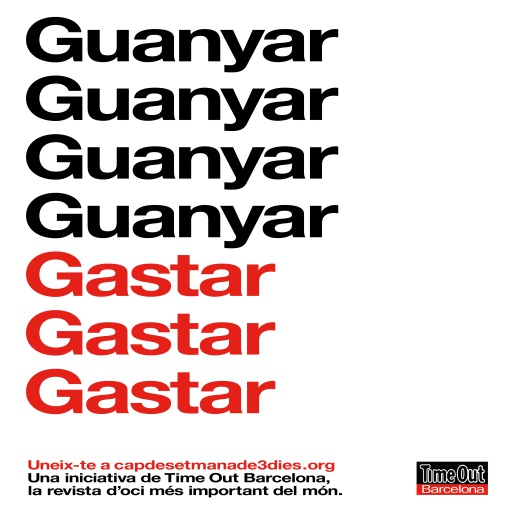 Guanyar
Guanyar
Guanyar
Guanyar
Gastar
Gastar
Gastar
Uneix-te a capdesetmanade3dies.org
Una iniciativa de Time Out Barcelona,
la revista d'oci més important del món.
Time Out
Barcelona